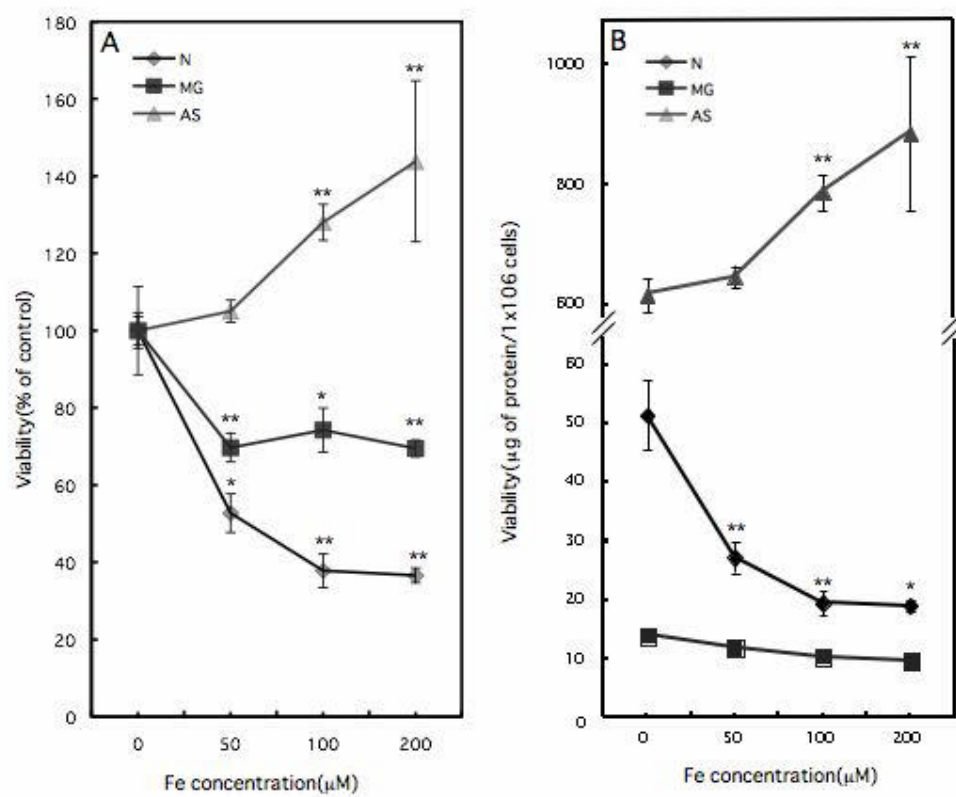 A
N
MG
AS
180
160
140
120
100
80
60
40
20
0
Viability(% of control)
**
**
**
*
**
*
**
**
0 50 100 200
Fe concentration(μM)
B
N
MG
AS
1000
800
600
60
50
40
30
20
10
0
Viability(μg of protein/1x106 cells)
**
**
**
**
*
0 50 100 200
Fe concentration(μM)